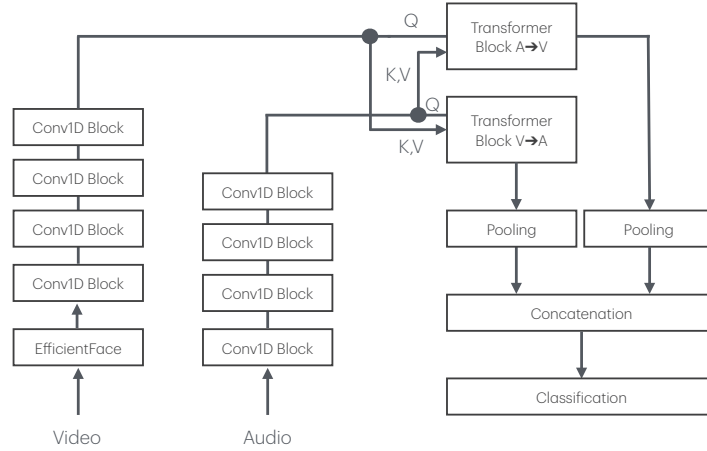 Q
Transformer
Block A➔V
K,V
Q
Transformer
Block V➔A
K,V
Conv1D Block
Conv1D Block
Conv1D Block
Conv1D Block
EfficientFace
Video
Conv1D Block
Conv1D Block
Conv1D Block
Conv1D Block
Audio
Pooling
Pooling
Concatenation
Classification